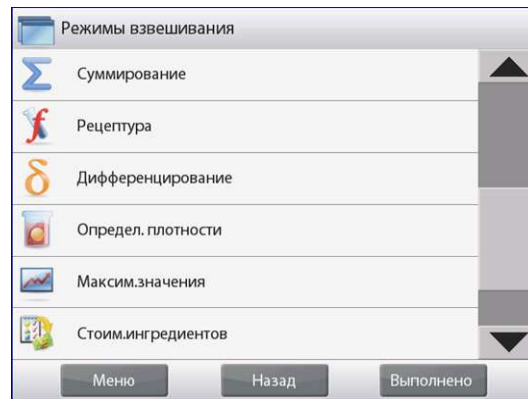 Режимы взвешивания
Суммирование
Рецептура
Дифференцирование
Определ. плотности
Максим.значения
Стоим.ингредиентов
Меню Назад Выполнено